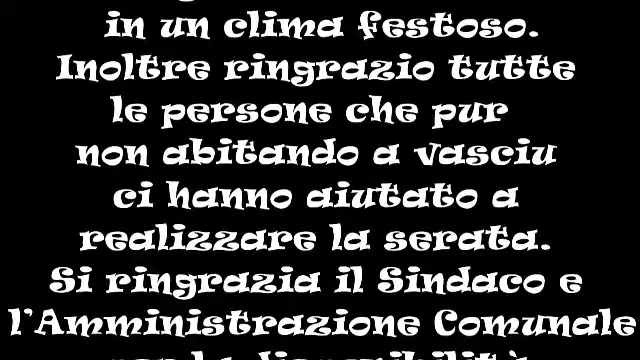 in un clima festoso.
Inoltre ringrazio tutte
le persone che pur
non abitando a vasciu
ci hanno aiutato a
realizzare la serata.
Si ringrazia il Sindaco e
l'Amministrazione Comunale